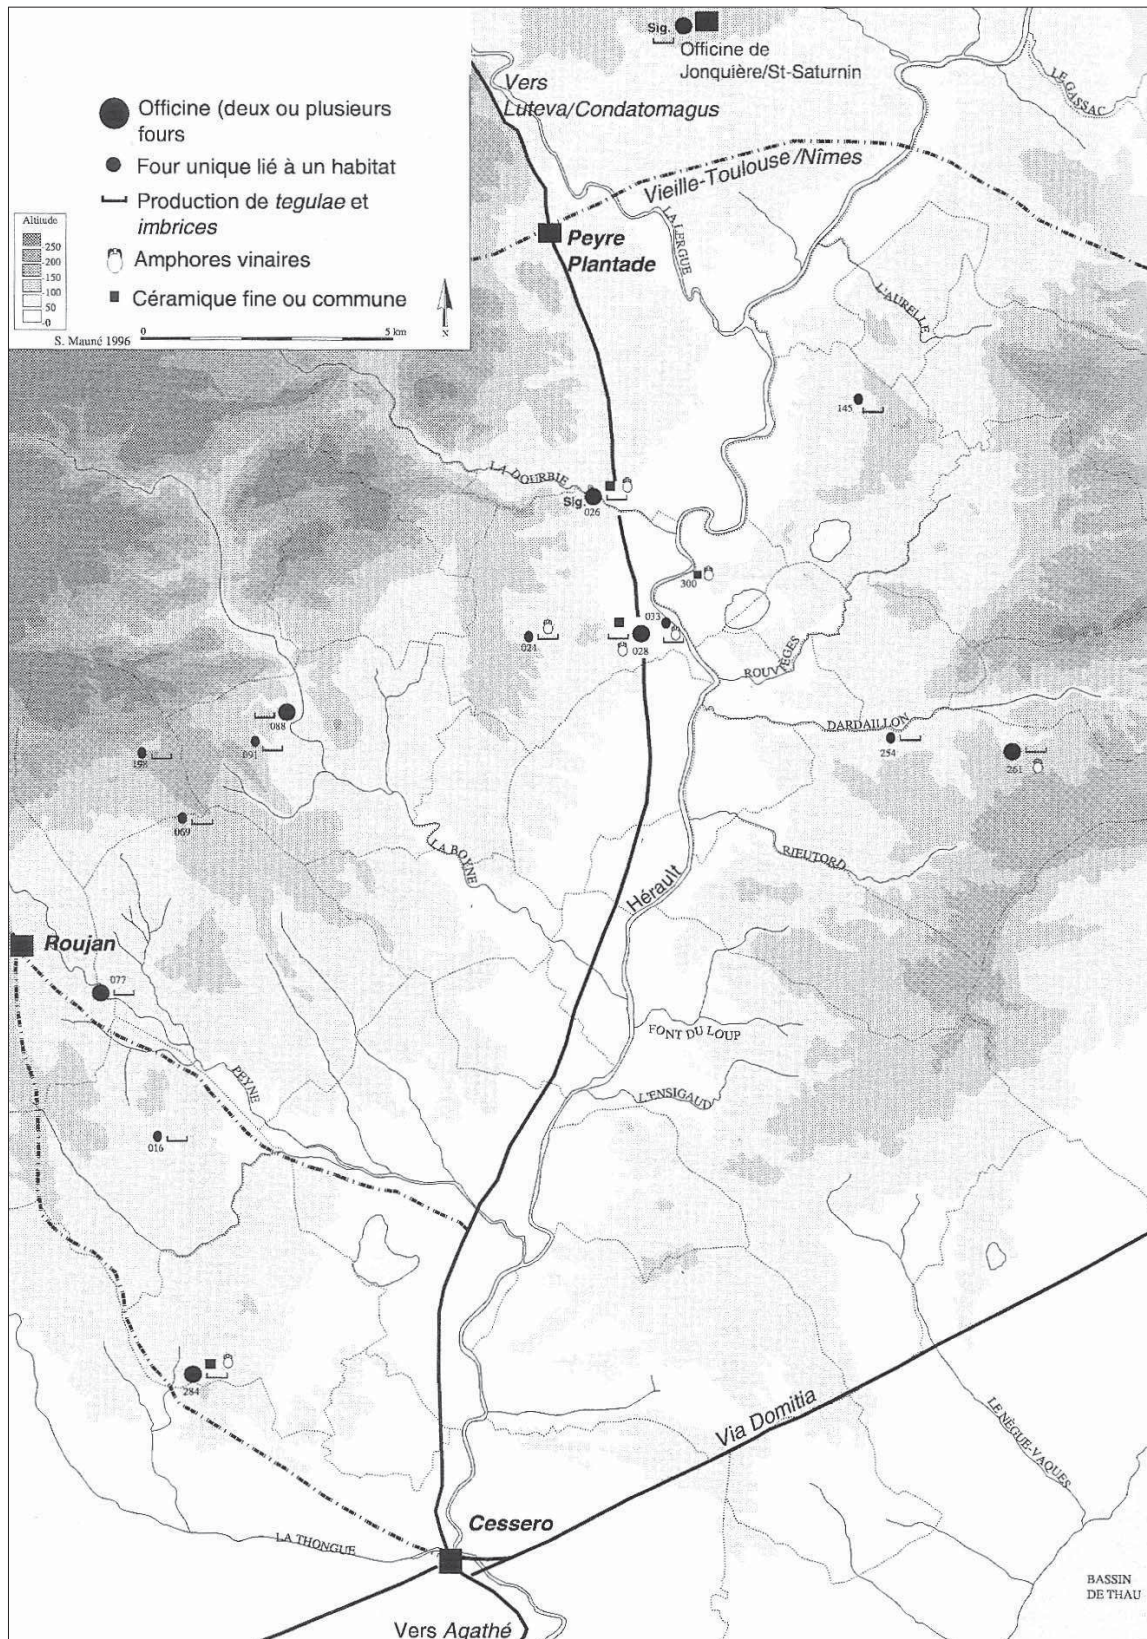 Officine (deux ou plusieurs
fours
Four unique lié à un habitat
Production de tegulae et
imbrices
Amphores vinaires
Céramique fine ou commune
Altitude
250
200
150
100
50
0
S. Mauné 1996
0
5 km
N
Sig.
Officine de
Jonquière/St-Saturnin
Vers
Luteva/Condatomagus
LE GASSAC
Vieille-Toulouse/Nîmes
LA LERGUE
Peyre
Plantade
L'AURELLE
145
LA DOURBIE
Sig.
026
300
033
024
028
ROUVIEGES
088
DARDAILLON
091
254
261
198
069
LA BOYNE
RIEUTORD
Hérault
Roujan
077
FONT DU LOUP
PEYNE
L'ENSIGAUD
016
284
Via Domitia
LE NÈGUE-VAQUES
Cessero
LA THONGUE
BASSIN
DE THAU
Vers Agathé